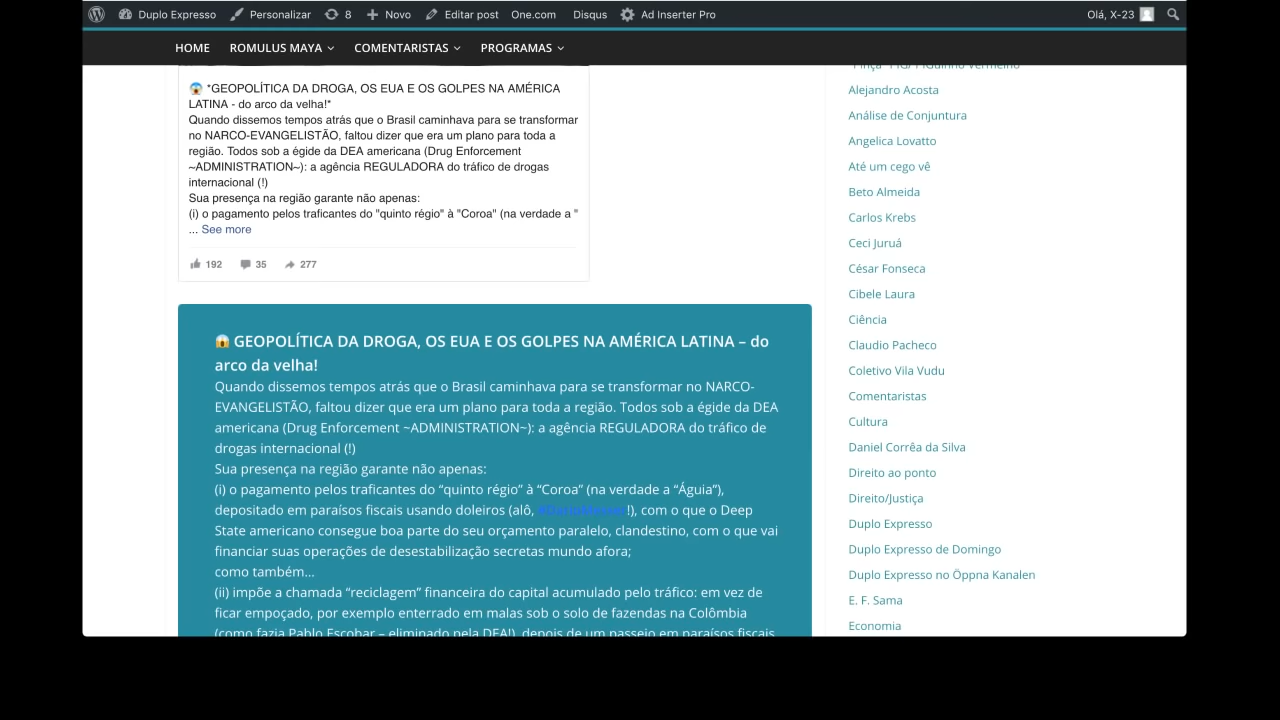 Duplo Expresso Personalizar 8 Novo Editar post One.com Disqus Ad Inserter Pro Olá, X-23
HOME ROMULUS MAYA COMENTARISTAS PROGRAMAS
😱 *GEOPOLÍTICA DA DROGA, OS EUA E OS GOLPES NA AMÉRICA
LATINA - do arco da velha!*
Quando dissemos tempos atrás que o Brasil caminhava para se transformar
no NARCO-EVANGELISTÃO, faltou dizer que era um plano para toda a
região. Todos sob a égide da DEA americana (Drug Enforcement
~ADMINISTRATION~): a agência REGULADORA do tráfico de drogas
internacional (!)
Sua presença na região garante não apenas:
(i) o pagamento pelos traficantes do "quinto régio" à "Coroa" (na verdade a "
... See more
192 35 277
😱 GEOPOLÍTICA DA DROGA, OS EUA E OS GOLPES NA AMÉRICA LATINA – do
arco da velha!
Quando dissemos tempos atrás que o Brasil caminhava para se transformar no NARCO-
EVANGELISTÃO, faltou dizer que era um plano para toda a região. Todos sob a égide da DEA
americana (Drug Enforcement ~ADMINISTRATION~): a agência REGULADORA do tráfico de
drogas internacional (!)
Sua presença na região garante não apenas:
(i) o pagamento pelos traficantes do “quinto régio” à “Coroa” (na verdade a “Águia”),
depositado em paraísos fiscais usando doleiros (alô, !), com o que o Deep
State americano consegue boa parte do seu orçamento paralelo, clandestino, com o que vai
financiar suas operações de desestabilização secretas mundo afora;
como também…
(ii) impõe a chamada “reciclagem” financeira do capital acumulado pelo tráfico: em vez de
ficar empoçado, por exemplo enterrado em malas sob o solo de fazendas na Colômbia
(como fazia Pablo Escobar – eliminado pela DEA!), depois de um passeio em paraísos fiscais
Alejandro Acosta
Análise de Conjuntura
Angelica Lovatto
Até um cego vê
Beto Almeida
Carlos Krebs
Ceci Juruá
César Fonseca
Cibele Laura
Ciência
Claudio Pacheco
Coletivo Vila Vudu
Comentaristas
Cultura
Daniel Corrêa da Silva
Direito ao ponto
Direito/Justiça
Duplo Expresso
Duplo Expresso de Domingo
Duplo Expresso no Öppna Kanalen
E. F. Sama
Economia